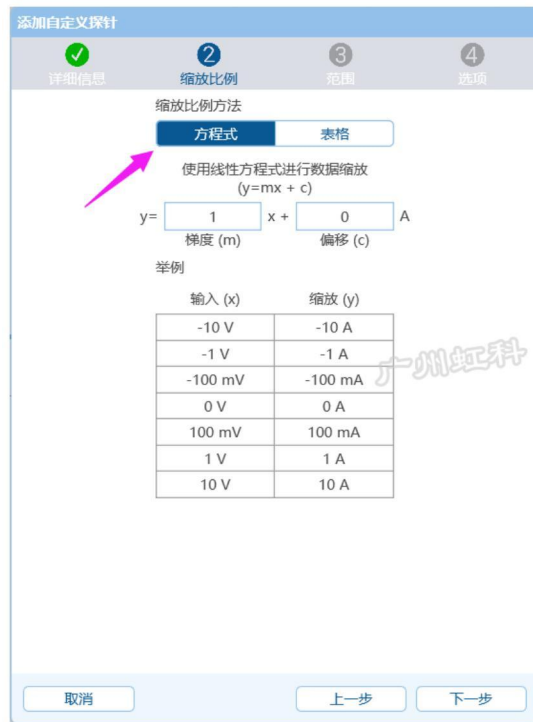 添加自定义探针
2 3 4
详细信息 缩放比例 范围 选项
缩放比例方法
方程式 表格
使用线性方程式进行数据缩放
(y=mx + c)
y= 1 x + 0 A
梯度 (m) 偏移 (c)
举例
输入 (x) 缩放 (y)
-10 V -10 A
-1 V -1 A
-100 mV -100 mA
0 V 0 A
100 mV 100 mA
1 V 1 A
10 V 10 A
广州虹科
取消 上一步 下一步